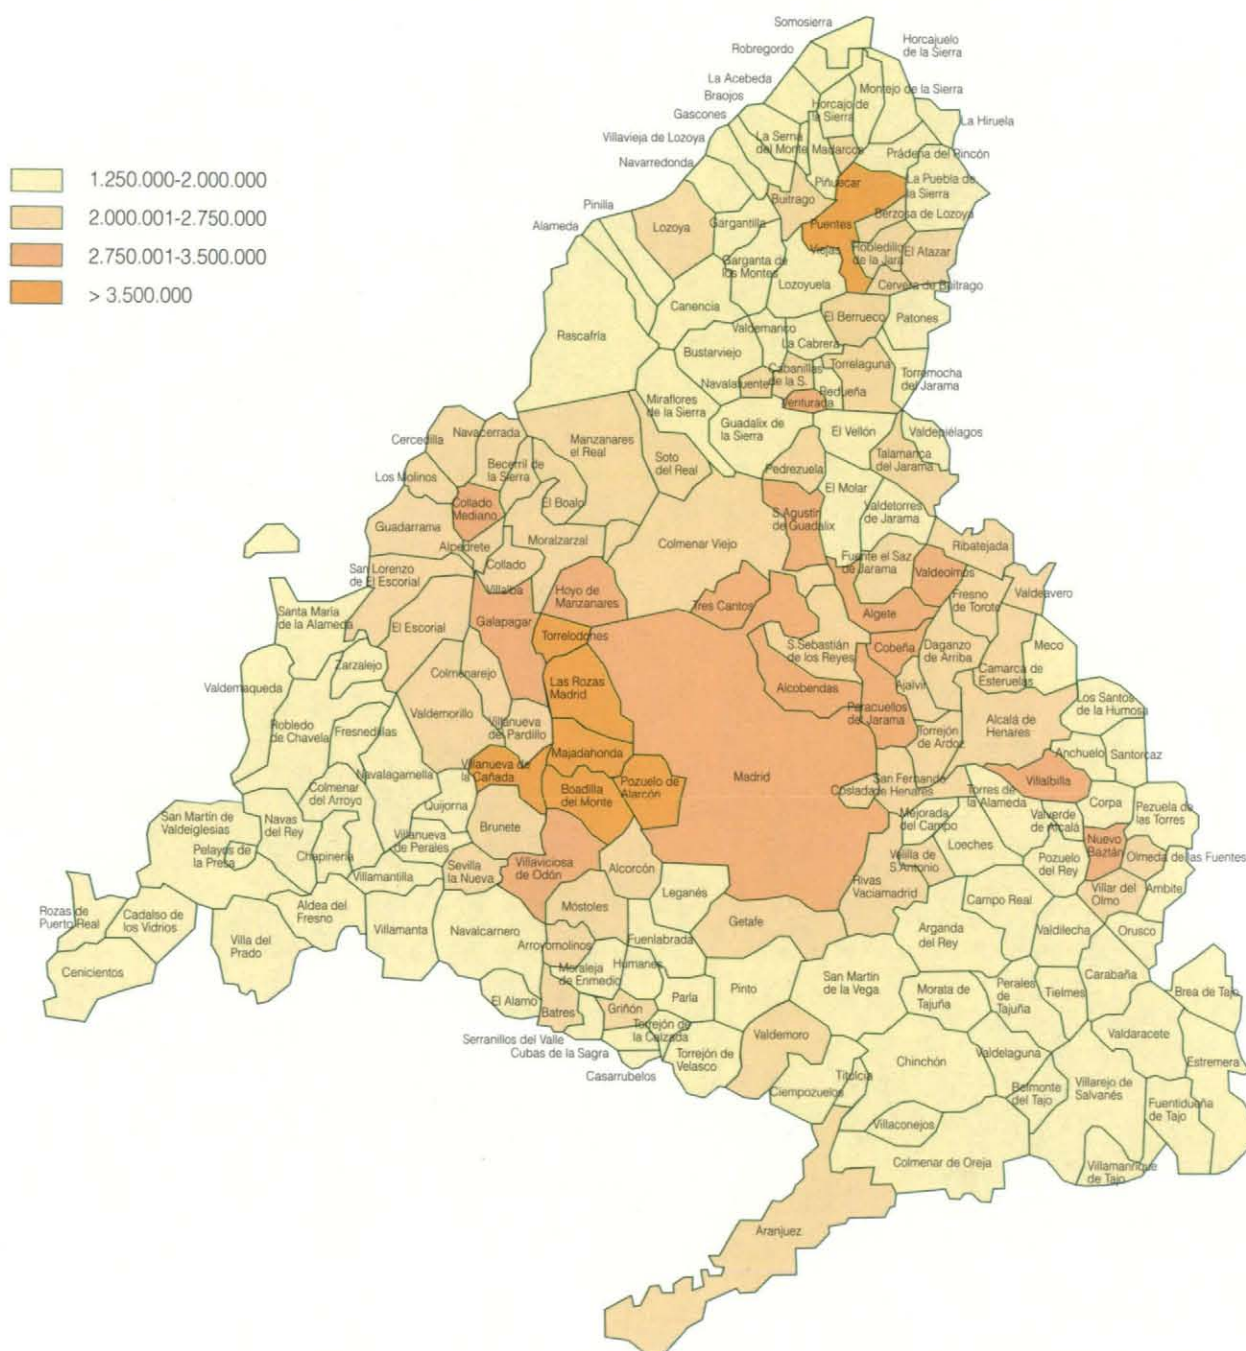 Somosierra
Horcajuelo
de la Sierra
Robregordo
La Acebeda
Montejo de la Sierra
Braojos
Horcajo de
la Sierra
Gascones
La Hiruela
Villavieja de Lozoya
La Serna
del Monte
Madarcos
Prádena del Rincón
Navarredonda
1.250.000-2.000.000
Piñuecar
La Puebla de
la Sierra
Buitrago
2.000.001-2.750.000
Pinilla
Berzosa de Lozoya
Alameda
Lozoya
Gargantilla
Puentes
Viejas
Robledillo
de la Jara
El Atazar
2.750.001-3.500.000
Garganta de
los Montes
Lozoyuela
Cervera de Buitrago
> 3.500.000
Canencia
El Berrueco
Patones
Rascafría
Valdemanco
La Cabrera
Bustarviejo
Cabanillas
de la S.
Torrelaguna
Torremocha
del Jarama
Navalafuente
Redueña
Miraflores
de la Sierra
Venturada
Guadalix de
la Sierra
El Vellón
Valdepiélagos
Navacerrada
Manzanares
el Real
Cercedilla
Becerril de
la Sierra
Soto
del Real
Talamanca
del Jarama
Pedrezuela
Los Molinos
El Molar
Collado
Mediano
El Boalo
Valdetorres
de Jarama
S.Agustín
de Guadalix
Guadarrama
Moralzarzal
Colmenar Viejo
Ribatejada
Alpedrete
Collado
Villalba
Fuente el Saz
de Jarama
San Lorenzo
de El Escorial
Valdeolmos
Hoyo de
Manzanares
Fresno
de Torote
Valdeavero
Tres Cantos
Santa María
de la Alameda
Algete
Galapagar
El Escorial
Torrelodones
S.Sebastián
de los Reyes
Cobeña
Daganzo
de Arriba
Meco
Zarzalejo
Colmenarejo
Camarca de
Esteruelas
Valdemaqueda
Las Rozas
Madrid
Alcobendas
Ajalvir
Los Santos
de la Humosa
Paracuellos
del Jarama
Valdemorillo
Robledo
de Chavela
Fresnedillas
Villanueva
del Pardillo
Torrejón
de Ardoz
Alcalá de
Henares
Majadahonda
Anchuelo
Santorcaz
Villanueva de
la Cañada
Navalagamella
Madrid
San Fernando
de Henares
Coslada
Villalbilla
Pozuelo de
Alarcón
Boadilla
del Monte
Colmenar
del Arroyo
Torres de
la Alameda
Corpa
Quijorna
Pezuela de
las Torres
San Martín de
Valdeiglesias
Navas
del Rey
Mejorada
del Campo
Valverde
de Alcalá
Brunete
Villanueva
de Perales
Loeches
Nuevo
Baztán
Pelayos de
la Presa
Chapinería
Velilla de
S.Antonio
Olmeda de las Fuentes
Sevilla
la Nueva
Villaviciosa
de Odón
Pozuelo
del Rey
Alcorcón
Villamantilla
Rivas
Vaciamadrid
Villar del
Olmo
Ambite
Leganés
Aldea del
Fresno
Campo Real
Rozas de
Puerto Real
Cadalso de
los Vidrios
Móstoles
Getafe
Arganda
del Rey
Valdilecha
Orusco
Villamanta
Navalcarnero
Villa del
Prado
Fuenlabrada
Arroyomolinos
Cenicientos
Moraleja
de Enmedio
Humanes
Carabaña
San Martín
de la Vega
Perales
de
Tajuña
Pinto
Morata de
Tajuña
Tielmes
Brea de Tajo
El Alamo
Parla
Batres
Griñón
Valdemoro
Valdaracete
Serranillos del Valle
Torrejón de
la Calzada
Cubas de la Sagra
Torrejón de
Velasco
Chinchón
Valdelaguna
Estremera
Casarrubelos
Titulcia
Belmonte
del Tajo
Villarejo de
Salvanés
Ciempozuelos
Fuentidueña
de Tajo
Villaconejos
Colmenar de Oreja
Villamanrique
de Tajo
Aranjuez